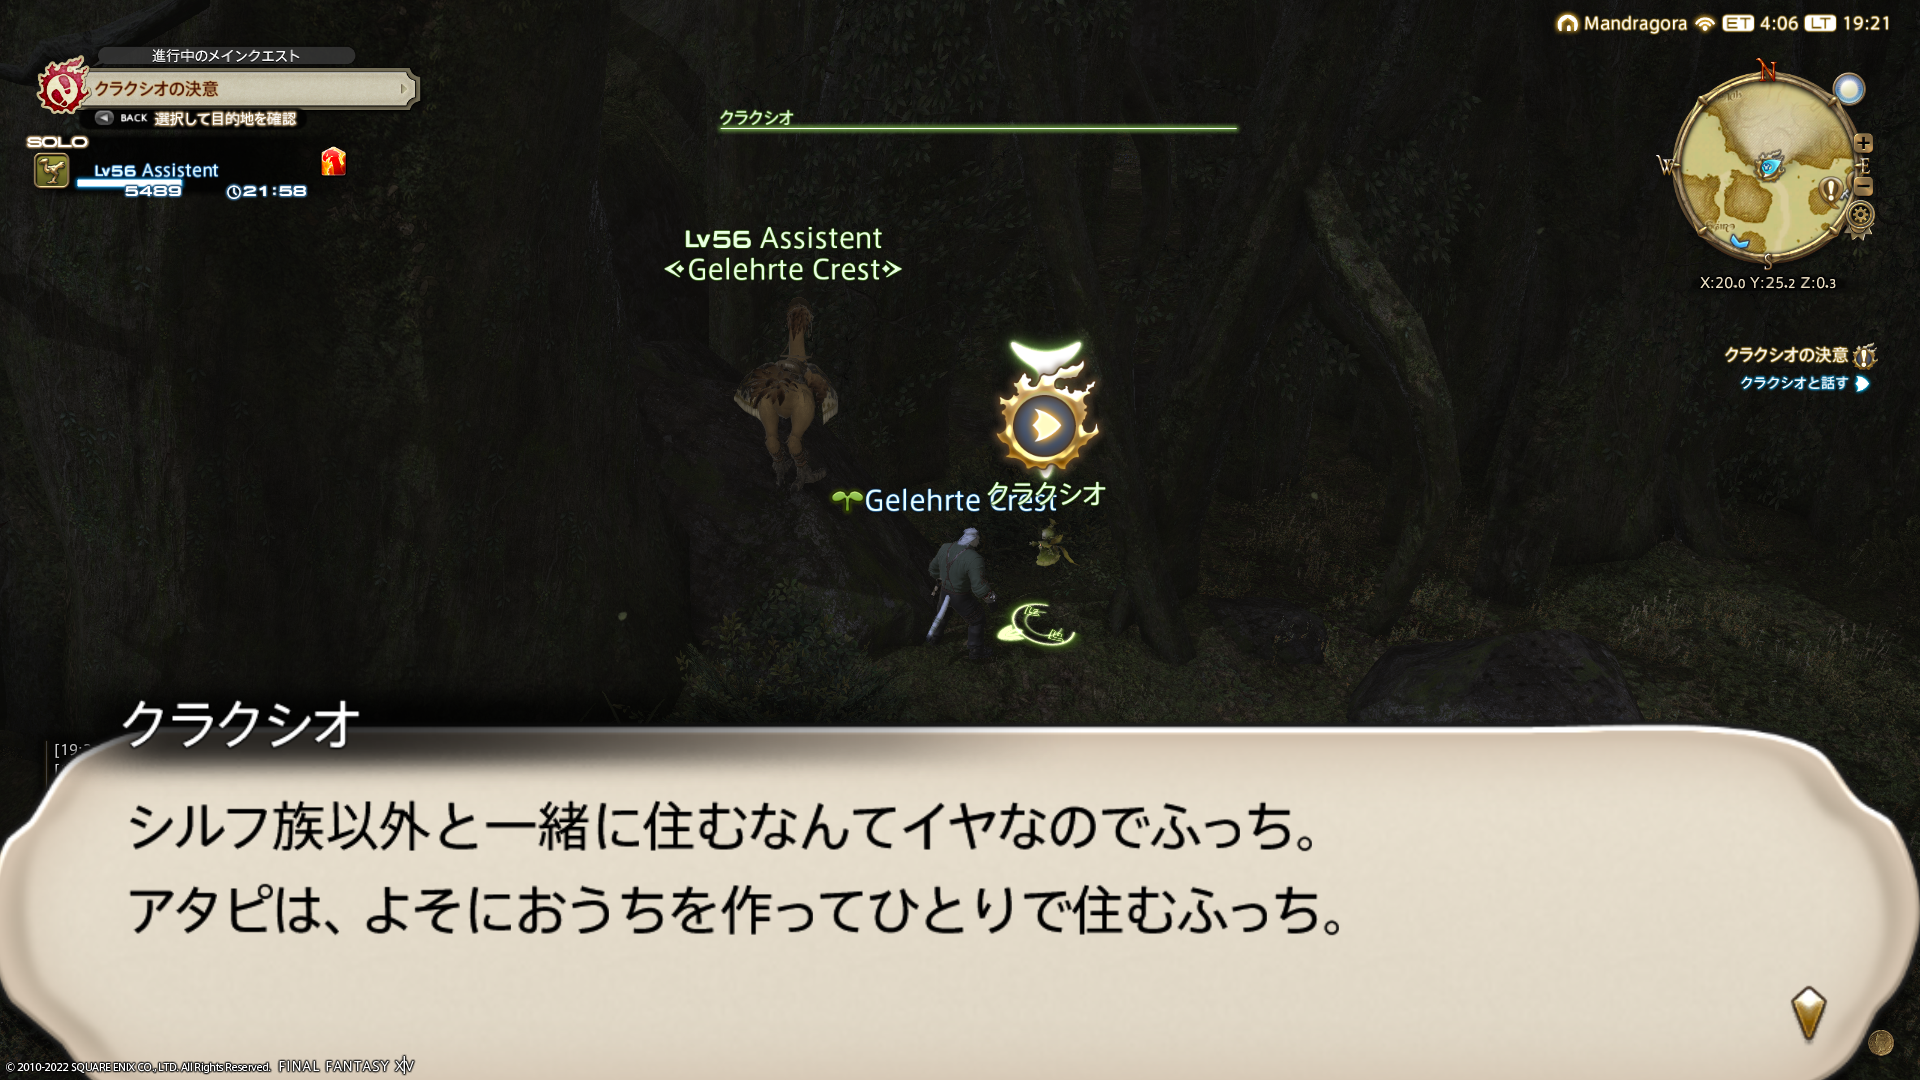 進行中のメインクエスト
クラクシオの決意
BACK 選択して目的地を確認
SOLO
Lv56 Assistent
5489 21:58
クラクシオ
Lv56 Assistent
Gelehrte Crest
Gelehrte Crest
クラクシオ
Mandragora ET 4:06 LT 19:21
N
W
E
S
X:20.0 Y:25.2 Z:0.3
クラクシオの決意
クラクシオと話す
クラクシオ
シルフ族以外と一緒に住むなんてイヤなのでふっち。
アタピは、よそにおうちを作ってひとりで住むふっち。
© 2010-2022 SQUARE ENIX CO., LTD. All Rights Reserved. FINAL FANTASY XIV